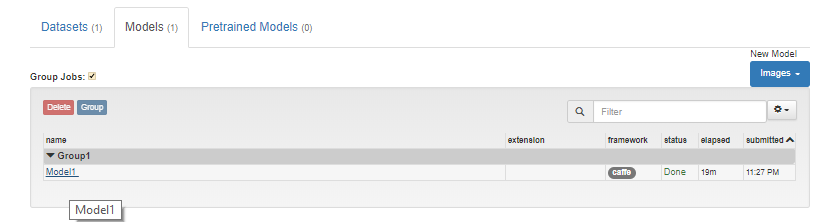 Datasets (1) Models (1) Pretrained Models (0)
New Model
Group Jobs:
Images
Delete Group
Filter
name extension framework status elapsed submitted
Group1
Model1 caffe Done 19m 11:27 PM
Model1